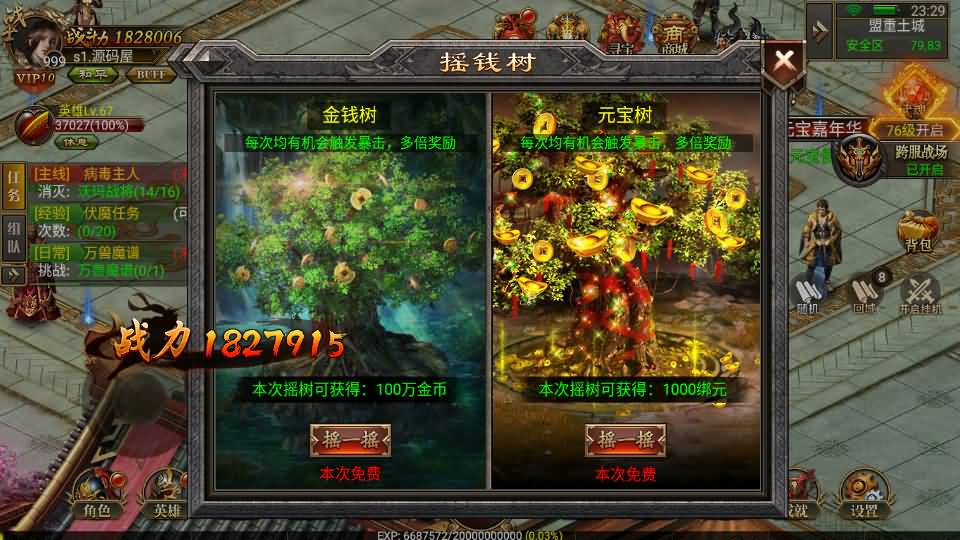 战斗力 1828006
s1.源码屋
999
VIP10
和平
BUFF
英雄Lv.67
37027(100%)
休息
任务
组队
[主线] 病毒主人
消灭: 沃玛战将(14/16)
[经验] 伏魔任务
次数: (0/20)
[日常] 万兽魔谱
挑战: 万兽魔谱(0/1)
寻宝
商城
23:29
盟重土城
安全区 79,83
76级开启
元宝嘉年华
跨服战场
已开启
背包
随机
8
回城
开启挂机
摇钱树
金钱树
每次均有机会触发暴击，多倍奖励
本次摇树可获得：100万金币
摇一摇
本次免费
元宝树
每次均有机会触发暴击，多倍奖励
本次摇树可获得：1000绑元
摇一摇
本次免费
战力 1827915
角色
英雄
成就
设置
EXP: 6687572/20000000000 (0.03%)